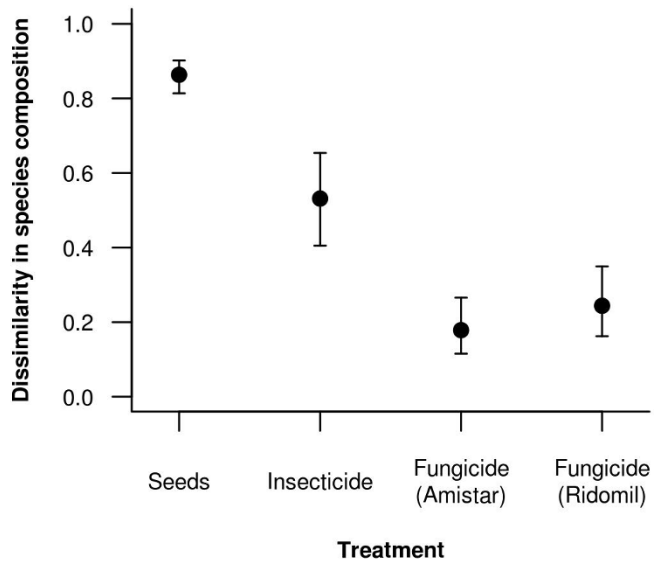 Dissimilarity in species composition
1.0
0.8
0.6
0.4
0.2
0.0
Seeds
Insecticide
Fungicide
(Amistar)
Fungicide
(Ridomil)
Treatment